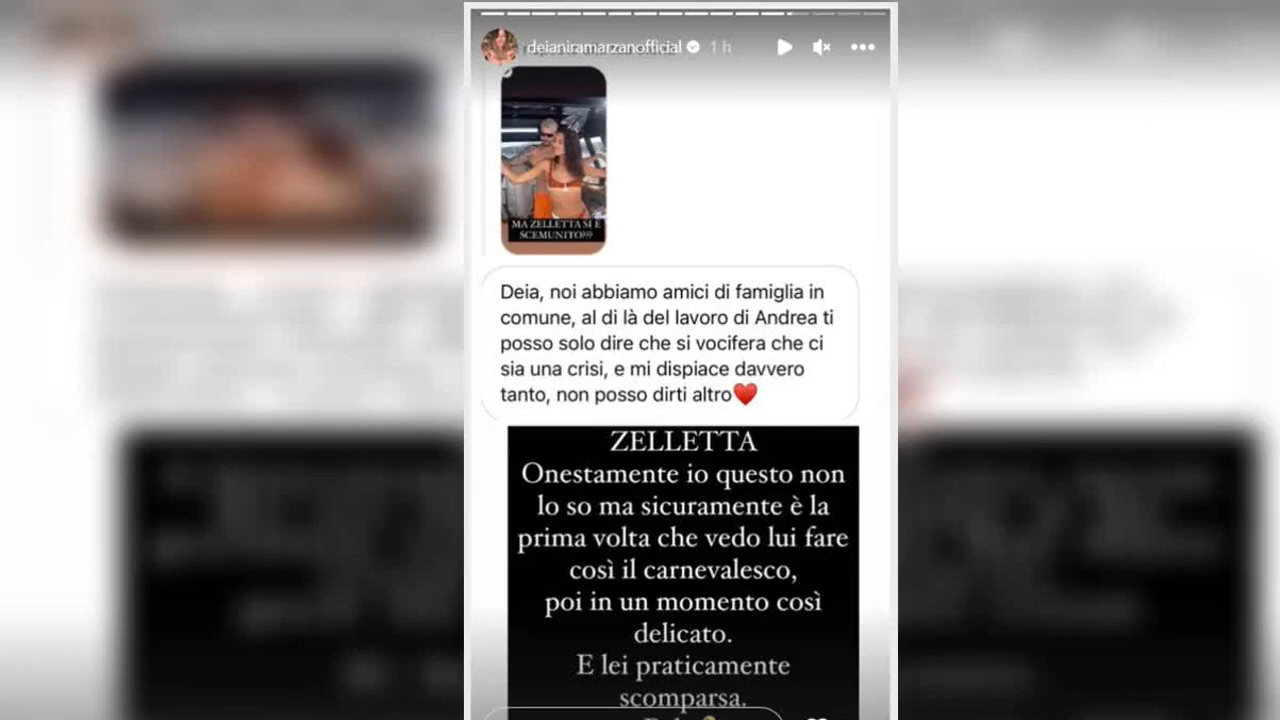 deianiramarzanofficial 1 h
MA ZELLETTA SI È
SCEMUNITO???
Deia, noi abbiamo amici di famiglia in
comune, al di là del lavoro di Andrea ti
posso solo dire che si vocifera che ci
sia una crisi, e mi dispiace davvero
tanto, non posso dirti altro♥️
ZELLETTA
Onestamente io questo non
lo so ma sicuramente è la
prima volta che vedo lui fare
così il carnevalesco,
poi in un momento così
delicato.
E lei praticamente
scomparsa.